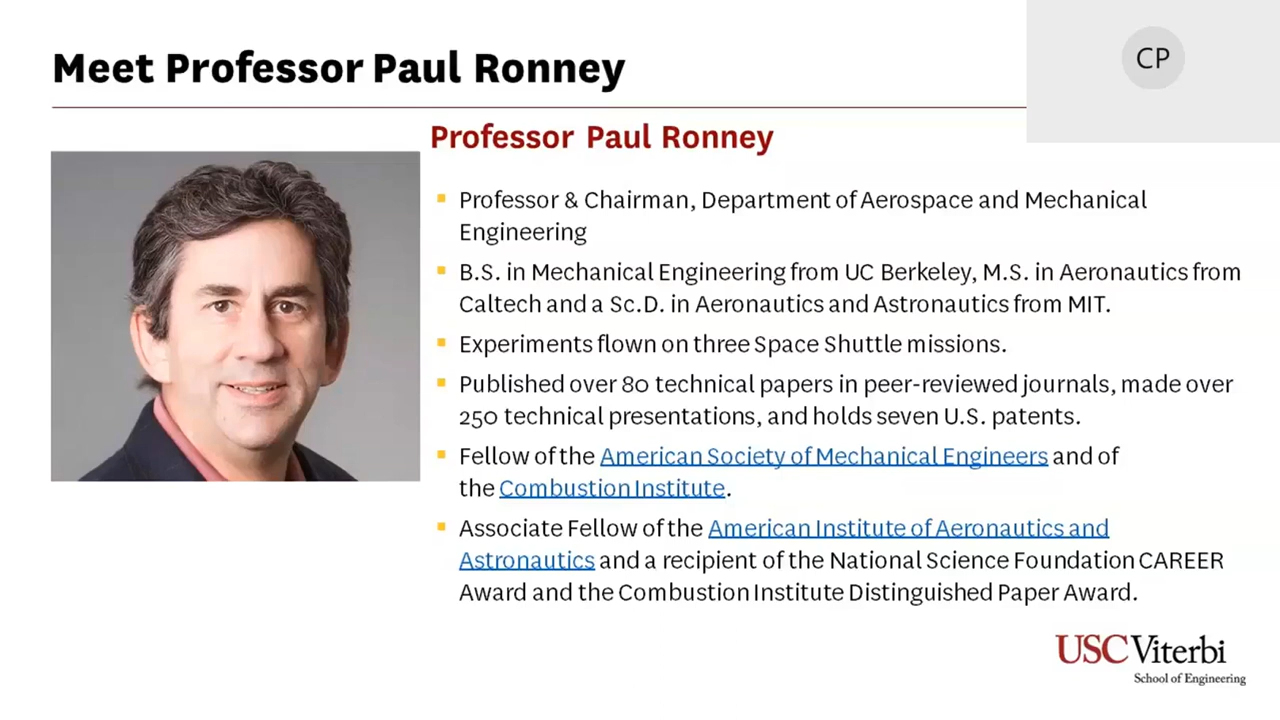 Meet Professor Paul Ronney
CP
Professor Paul Ronney
Professor & Chairman, Department of Aerospace and Mechanical
Engineering
B.S. in Mechanical Engineering from UC Berkeley, M.S. in Aeronautics from
Caltech and a Sc.D. in Aeronautics and Astronautics from MIT.
Experiments flown on three Space Shuttle missions.
Published over 80 technical papers in peer-reviewed journals, made over
250 technical presentations, and holds seven U.S. patents.
Fellow of the American Society of Mechanical Engineers and of
the Combustion Institute.
Associate Fellow of the American Institute of Aeronautics and
Astronautics and a recipient of the National Science Foundation CAREER
Award and the Combustion Institute Distinguished Paper Award.
USC Viterbi
School of Engineering